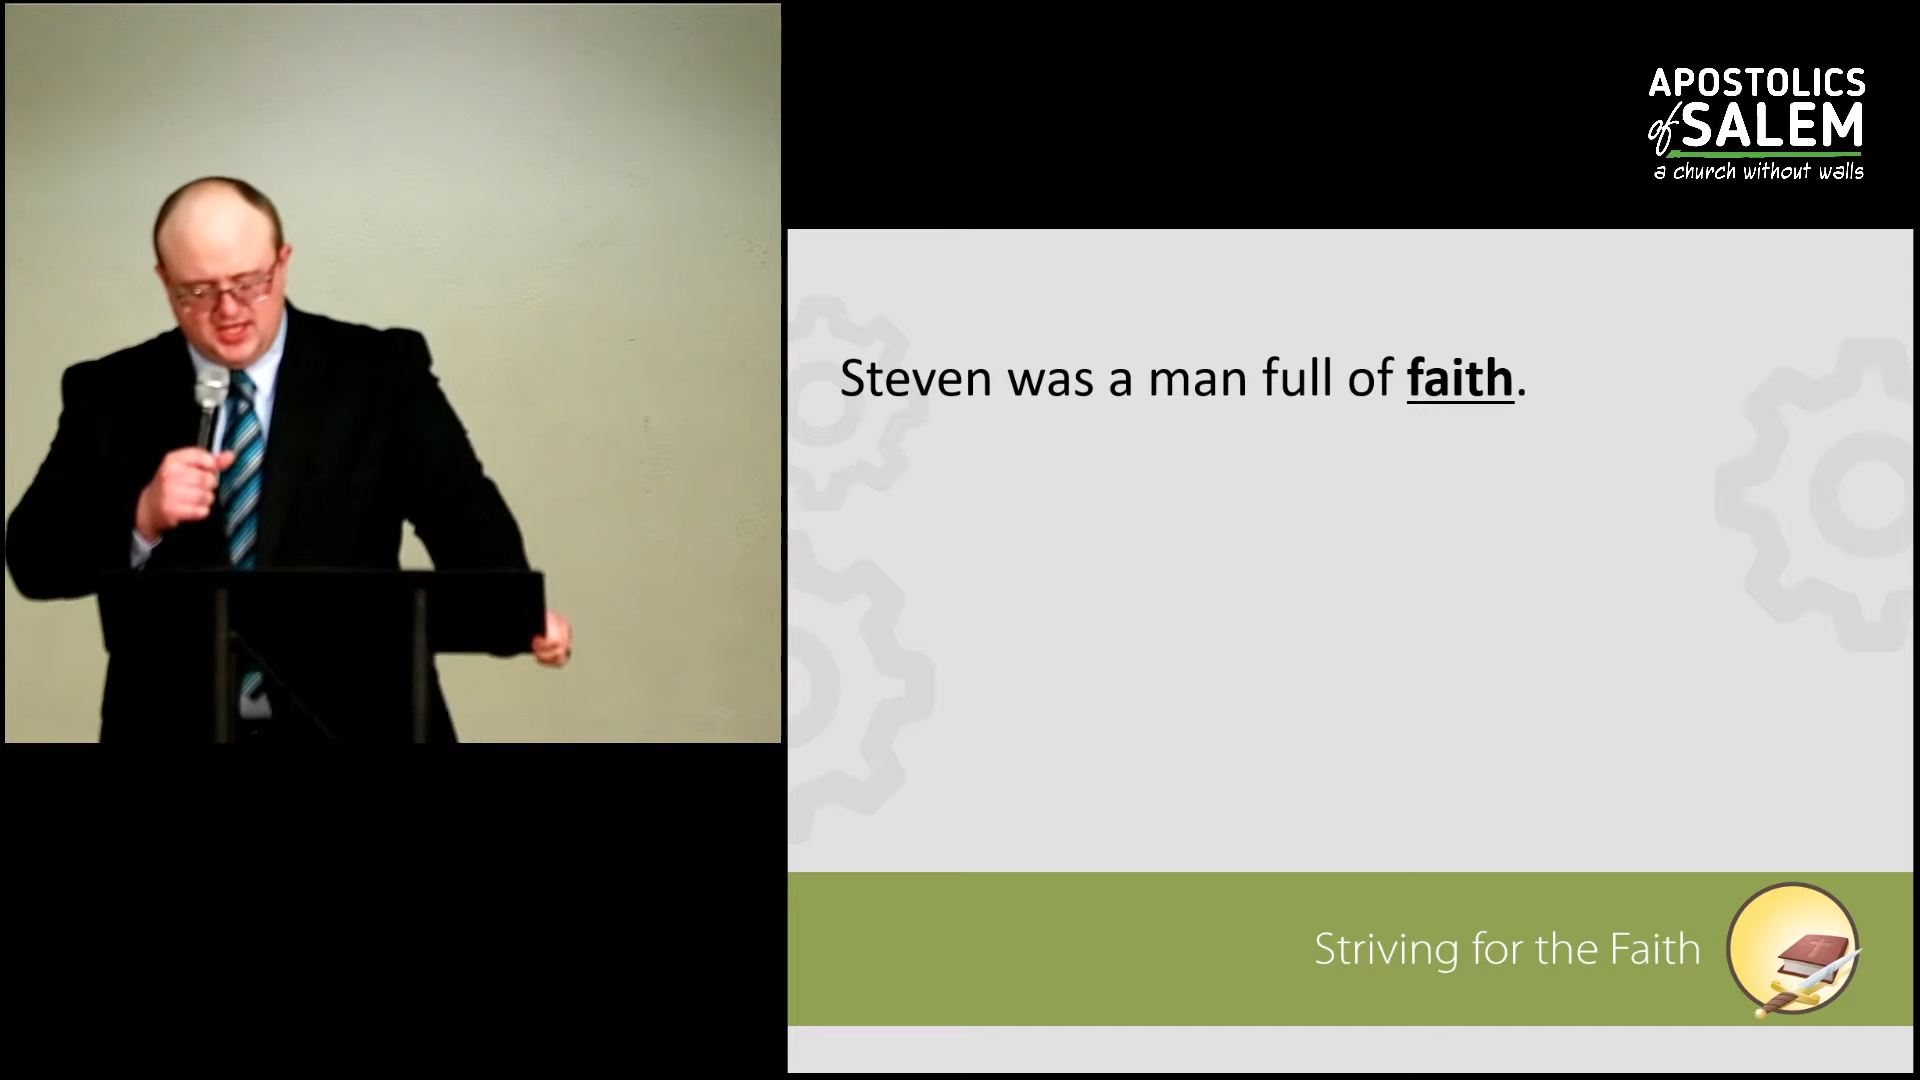 APOSTOLICS
of SALEM
a church without walls
Steven was a man full of faith.
Striving for the Faith